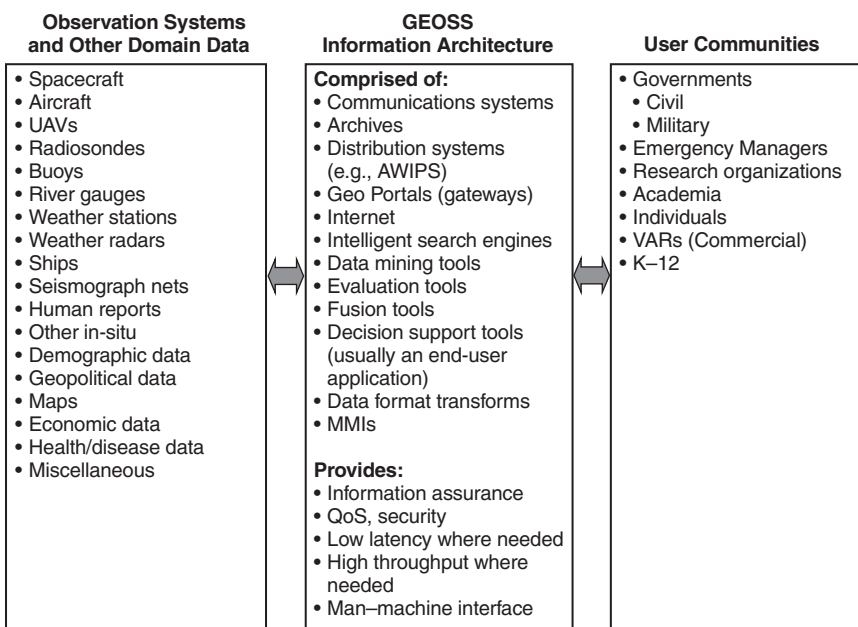 Observation Systems
and Other Domain Data
• Spacecraft
• Aircraft
• UAVs
• Radiosondes
• Buoys
• River gauges
• Weather stations
• Weather radars
• Ships
• Seismograph nets
• Human reports
• Other in-situ
• Demographic data
• Geopolitical data
• Maps
• Economic data
• Health/disease data
• Miscellaneous
GEOSS
Information Architecture
Comprised of:
• Communications systems
• Archives
• Distribution systems
(e.g., AWIPS)
• Geo Portals (gateways)
• Internet
• Intelligent search engines
• Data mining tools
• Evaluation tools
• Fusion tools
• Decision support tools
(usually an end-user
application)
• Data format transforms
• MMIs
Provides:
• Information assurance
• QoS, security
• Low latency where needed
• High throughput where
needed
• Man–machine interface
User Communities
• Governments
• Civil
• Military
• Emergency Managers
• Research organizations
• Academia
• Individuals
• VARs (Commercial)
• K–12